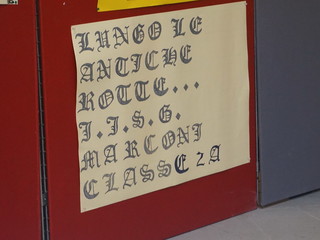 LUNGO LE
ANTICHE
ROTTE...
I.I.S.G.
MARCONI
CLASSE 2A